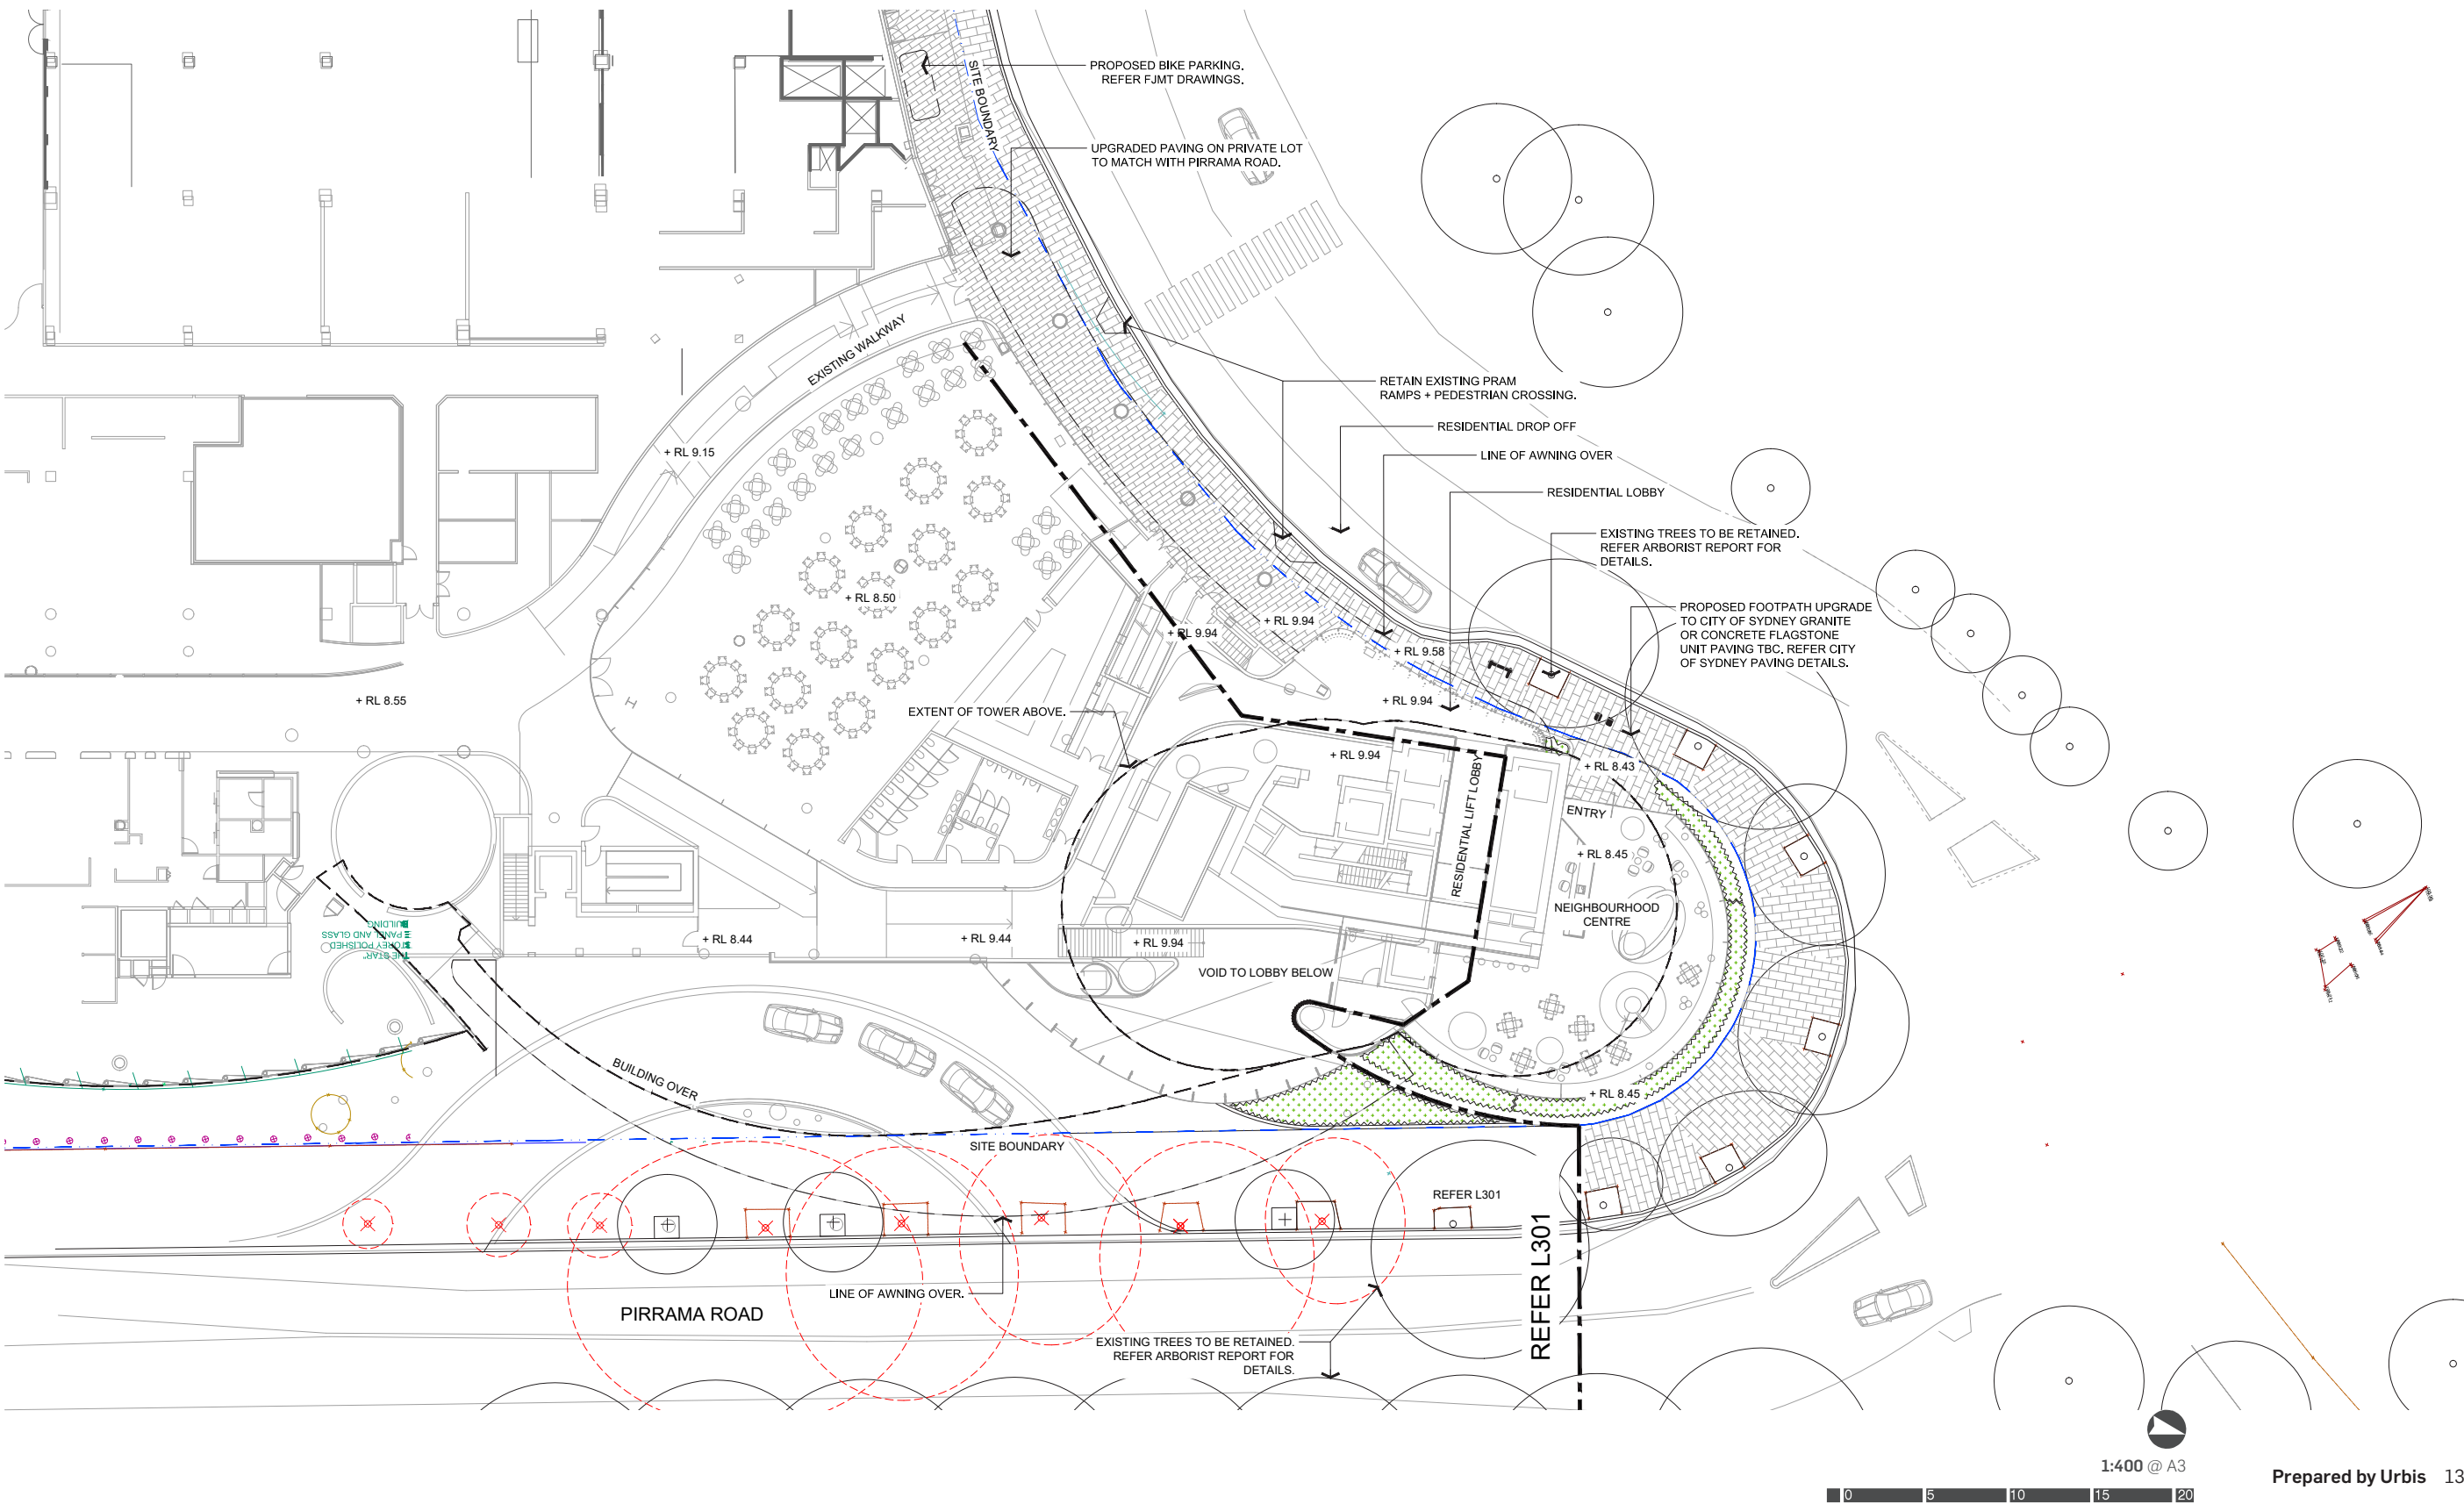 PROPOSED BIKE PARKING.
REFER FJMT DRAWINGS.
SITE BOUNDARY
UPGRADED PAVING ON PRIVATE LOT
TO MATCH WITH PIRRAMA ROAD.
EXISTING WALKWAY
RETAIN EXISTING PRAM
RAMPS + PEDESTRIAN CROSSING.
RESIDENTIAL DROP OFF
LINE OF AWNING OVER
RESIDENTIAL LOBBY
EXISTING TREES TO BE RETAINED.
REFER ARBORIST REPORT FOR
DETAILS.
PROPOSED FOOTPATH UPGRADE
TO CITY OF SYDNEY GRANITE
OR CONCRETE FLAGSTONE
UNIT PAVING TBC. REFER CITY
OF SYDNEY PAVING DETAILS.
+ RL 9.15
+ RL 8.50
+ RL 9.94
+ RL 9.94
+ RL 9.58
+ RL 9.94
+ RL 8.55
EXTENT OF TOWER ABOVE.
+ RL 9.94
+ RL 8.43
RESIDENTIAL LIFT LOBBY
ENTRY
+ RL 8.45
NEIGHBOURHOOD
CENTRE
THE STAR"
STOREY POLISHED
PANEL AND GLASS
BUILDING
+ RL 8.44
+ RL 9.44
+ RL 9.94
VOID TO LOBBY BELOW
BUILDING OVER
+ RL 8.45
SITE BOUNDARY
REFER L301
REFER L301
LINE OF AWNING OVER.
PIRRAMA ROAD
EXISTING TREES TO BE RETAINED.
REFER ARBORIST REPORT FOR
DETAILS.
1:400 @ A3
0 5 10 15 20
Prepared by Urbis 13